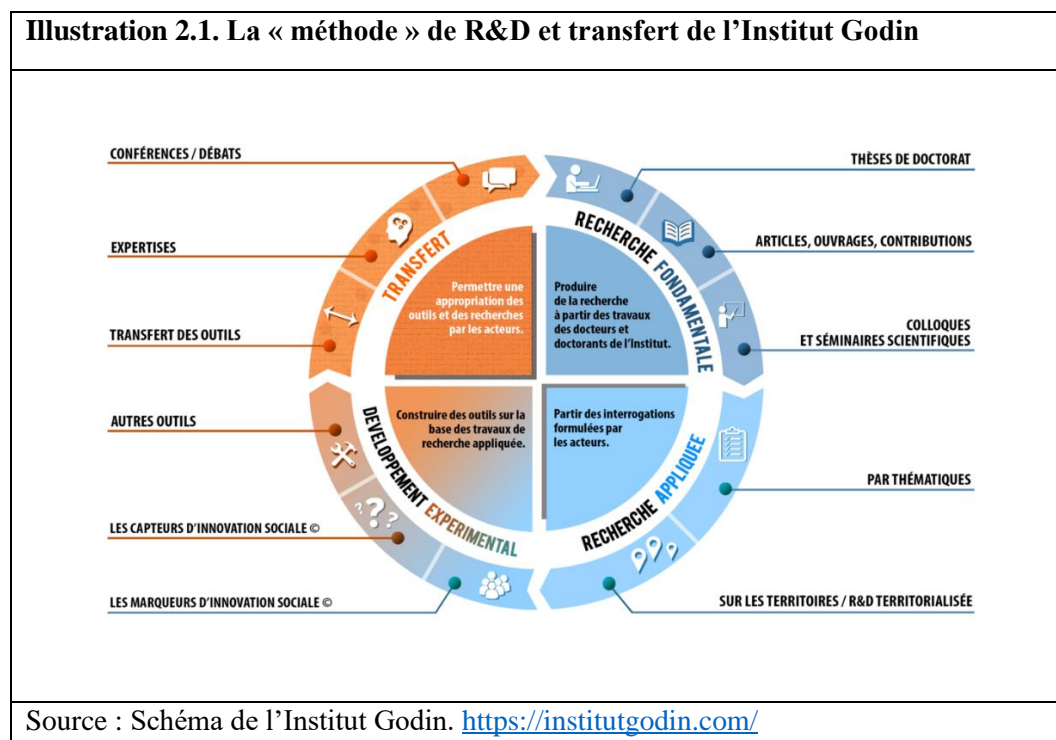 Illustration 2.1. La « méthode » de R&D et transfert de l’Institut Godin
CONFÉRENCES / DÉBATS
EXPERTISES
TRANSFERT DES OUTILS
AUTRES OUTILS
LES CAPTEURS D'INNOVATION SOCIALE ©
LES MARQUEURS D'INNOVATION SOCIALE ©
TRANSFERT
Permettre une
appropriation des
outils et des recherches
par les acteurs.
RECHERCHE FONDAMENTALE
Produire
de la recherche
à partir des travaux
des docteurs et
doctorants de l'Institut.
DEVELOPPEMENT EXPERIMENTAL
Construire des outils sur la
base des travaux de
recherche appliquée.
RECHERCHE APPLIQUEE
Partir des interrogations
formulées par
les acteurs.
???
THÈSES DE DOCTORAT
ARTICLES, OUVRAGES, CONTRIBUTIONS
COLLOQUES
ET SÉMINAIRES SCIENTIFIQUES
PAR THÉMATIQUES
SUR LES TERRITOIRES / R&D TERRITORIALISÉE
Source : Schéma de l’Institut Godin. https://institutgodin.com/